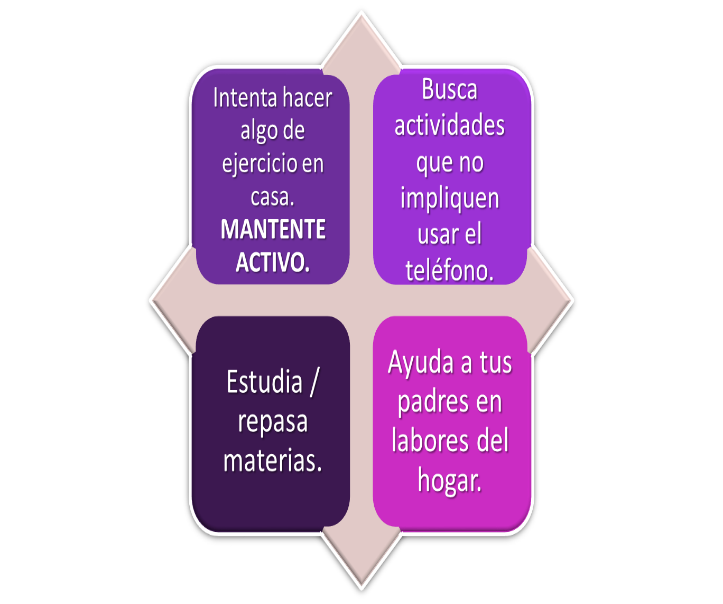 Intenta hacer
algo de
ejercicio en
casa.
MANTENTE
ACTIVO.
Busca
actividades
que no
impliquen
usar el
teléfono.
Estudia /
repasa
materias.
Ayuda a tus
padres en
labores del
hogar.